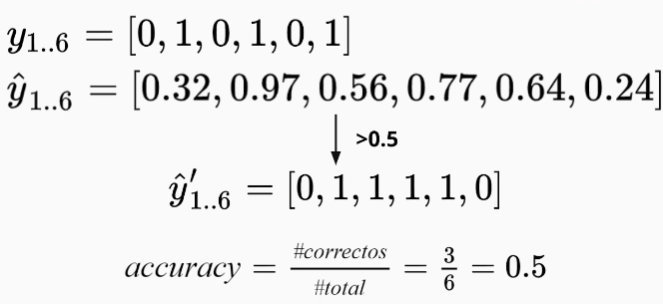 y₁..₆ = [0, 1, 0, 1, 0, 1]
ŷ₁..₆ = [0.32, 0.97, 0.56, 0.77, 0.64, 0.24]
↓ >0.5
ŷ′₁..₆ = [0, 1, 1, 1, 1, 0]
accuracy = #correctos / #total = 3/6 = 0.5